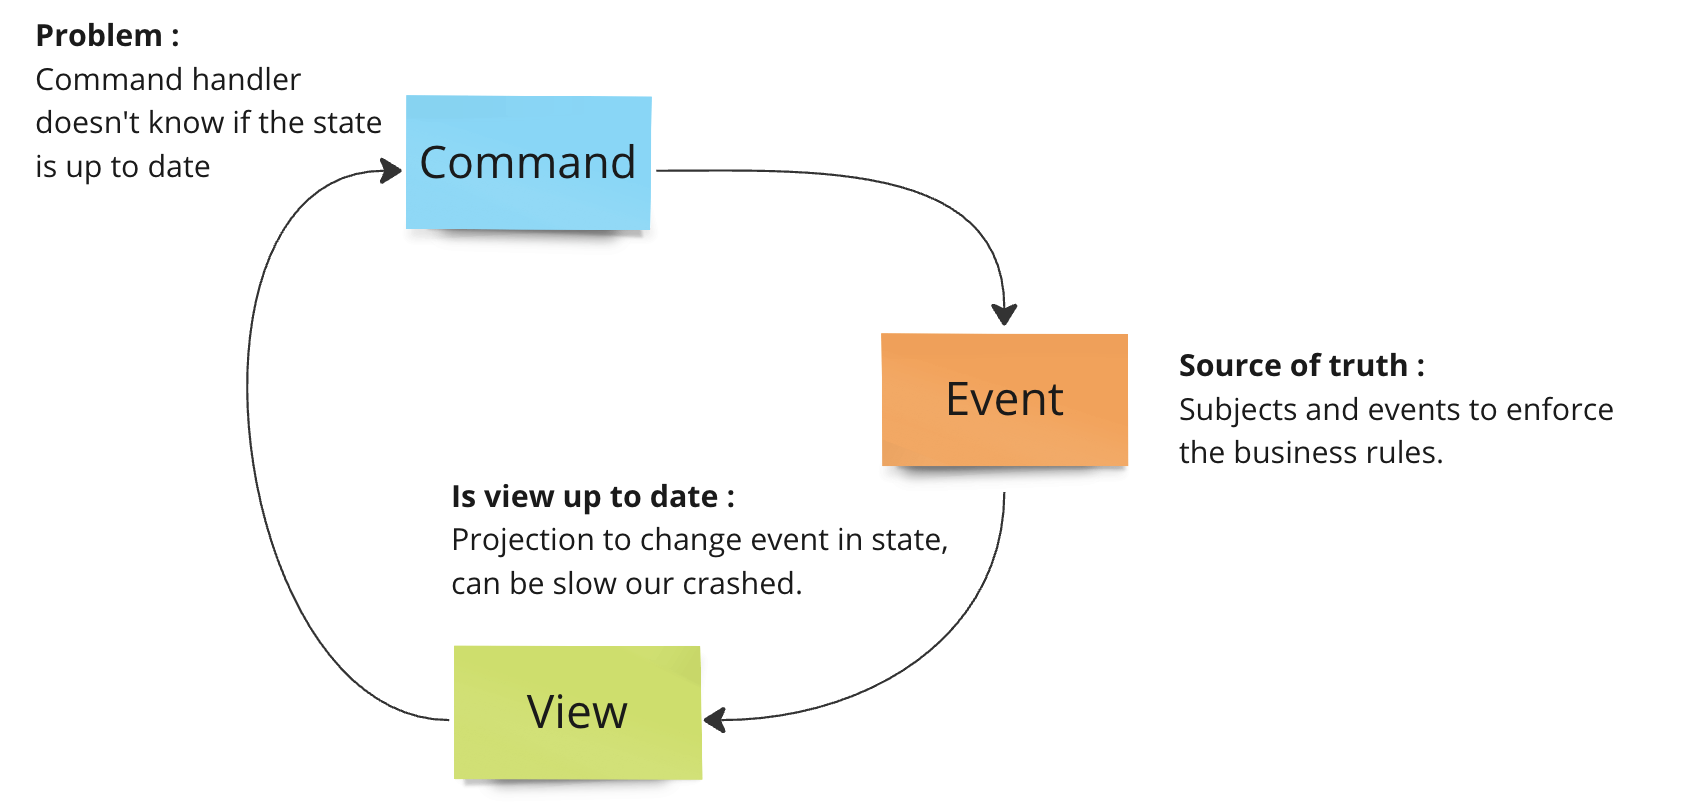 Problem :
Command handler
doesn't know if the state
is up to date
Command
Event
Source of truth :
Subjects and events to enforce
the business rules.
Is view up to date :
Projection to change event in state,
can be slow our crashed.
View